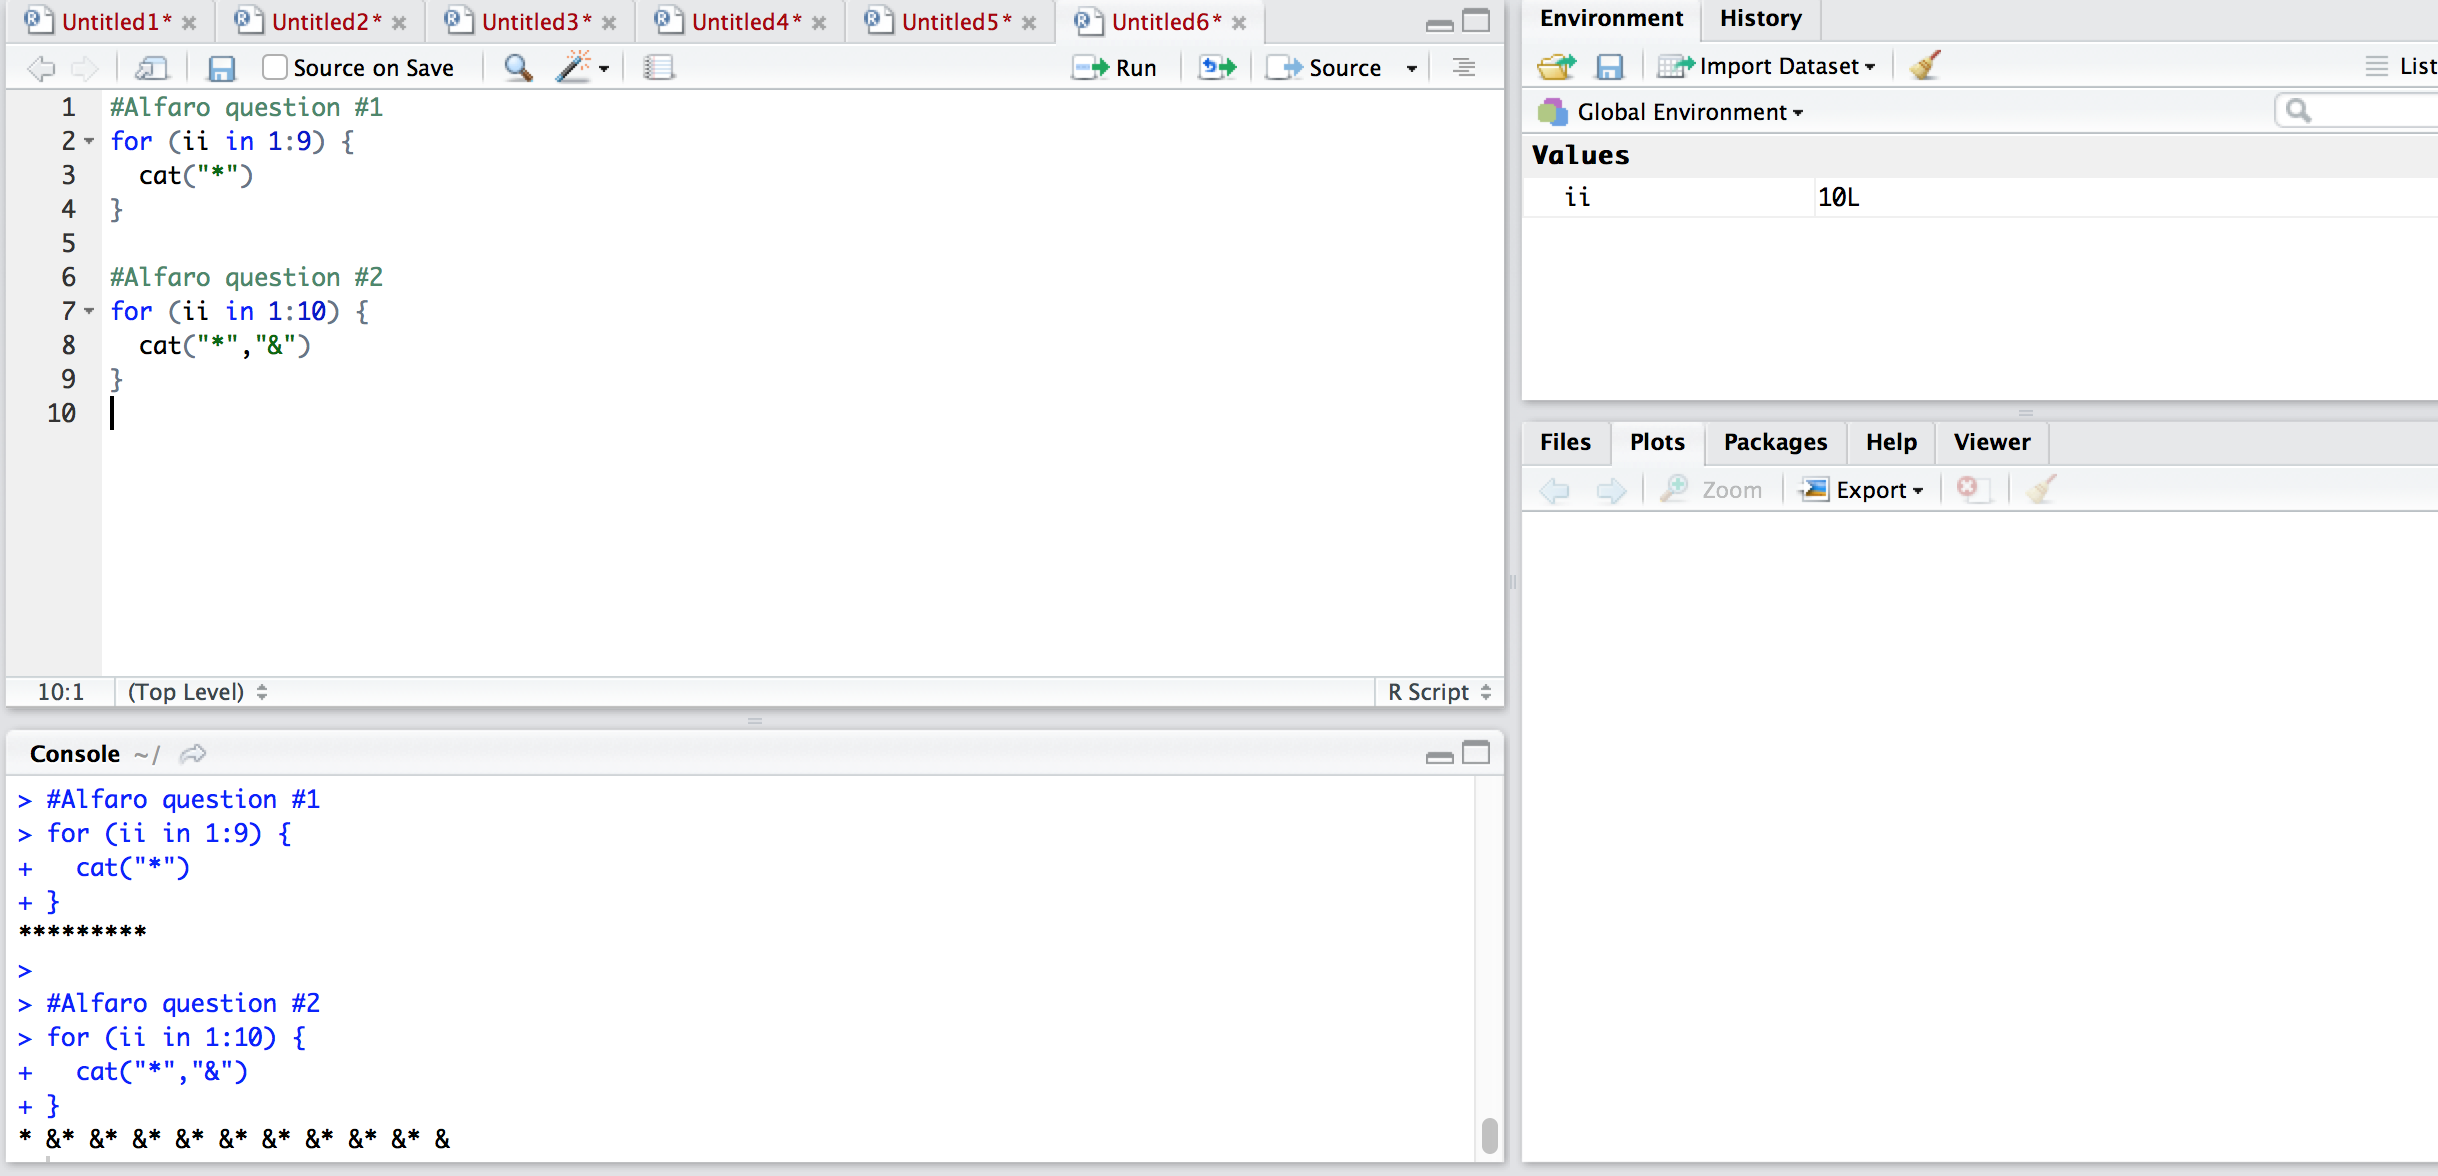 Untitled1* Untitled2* Untitled3* Untitled4* Untitled5* Untitled6*
Source on Save Run Source
1 #Alfaro question #1
2 for (ii in 1:9) {
3   cat("*")
4 }
5
6 #Alfaro question #2
7 for (ii in 1:10) {
8   cat("*","&")
9 }
10
10:1 (Top Level) R Script
Console ~/
> #Alfaro question #1
> for (ii in 1:9) {
+   cat("*")
+ }
*********
>
> #Alfaro question #2
> for (ii in 1:10) {
+   cat("*","&")
+ }
* &* &* &* &* &* &* &* &* &* &
Environment History
Import Dataset List
Global Environment
Values
ii 10L
Files Plots Packages Help Viewer
Zoom Export